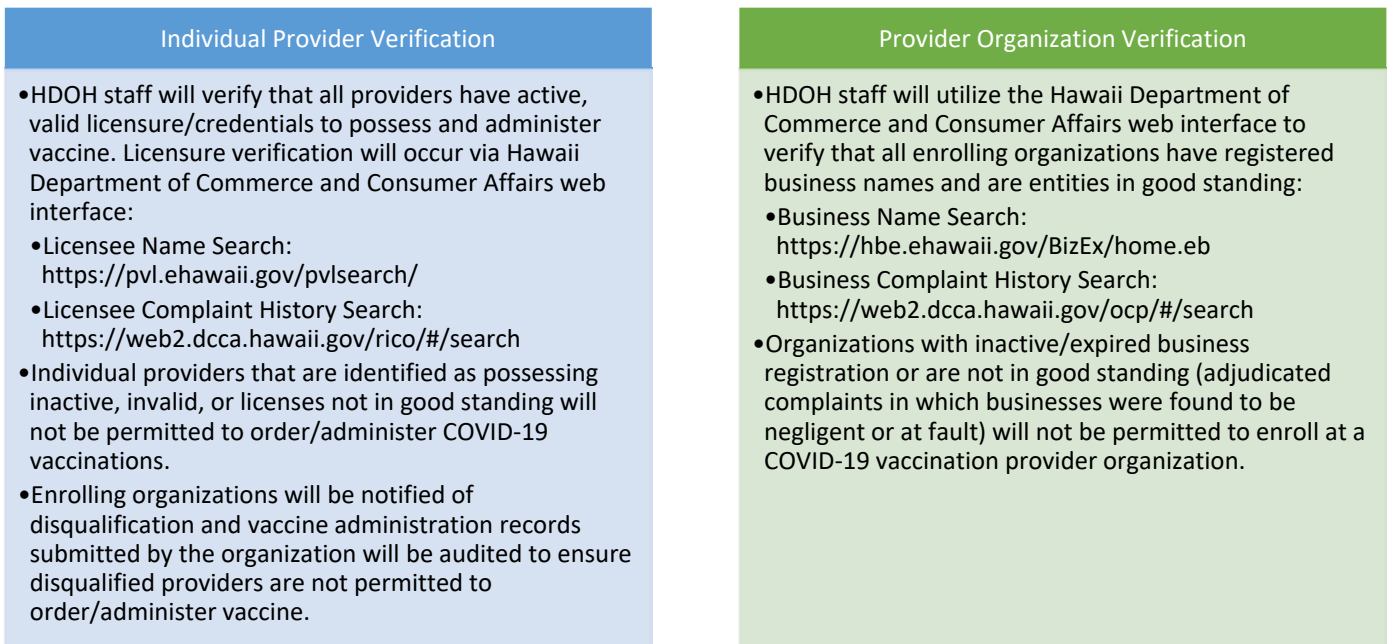 Individual Provider Verification
•HDOH staff will verify that all providers have active,
valid licensure/credentials to possess and administer
vaccine. Licensure verification will occur via Hawaii
Department of Commerce and Consumer Affairs web
interface:
•Licensee Name Search:
https://pvl.ehawaii.gov/pvlsearch/
•Licensee Complaint History Search:
https://web2.dcca.hawaii.gov/rico/#/search
•Individual providers that are identified as possessing
inactive, invalid, or licenses not in good standing will
not be permitted to order/administer COVID-19
vaccinations.
•Enrolling organizations will be notified of
disqualification and vaccine administration records
submitted by the organization will be audited to ensure
disqualified providers are not permitted to
order/administer vaccine.
Provider Organization Verification
•HDOH staff will utilize the Hawaii Department of
Commerce and Consumer Affairs web interface to
verify that all enrolling organizations have registered
business names and are entities in good standing:
•Business Name Search:
https://hbe.ehawaii.gov/BizEx/home.eb
•Business Complaint History Search:
https://web2.dcca.hawaii.gov/ocp/#/search
•Organizations with inactive/expired business
registration or are not in good standing (adjudicated
complaints in which businesses were found to be
negligent or at fault) will not be permitted to enroll at a
COVID-19 vaccination provider organization.